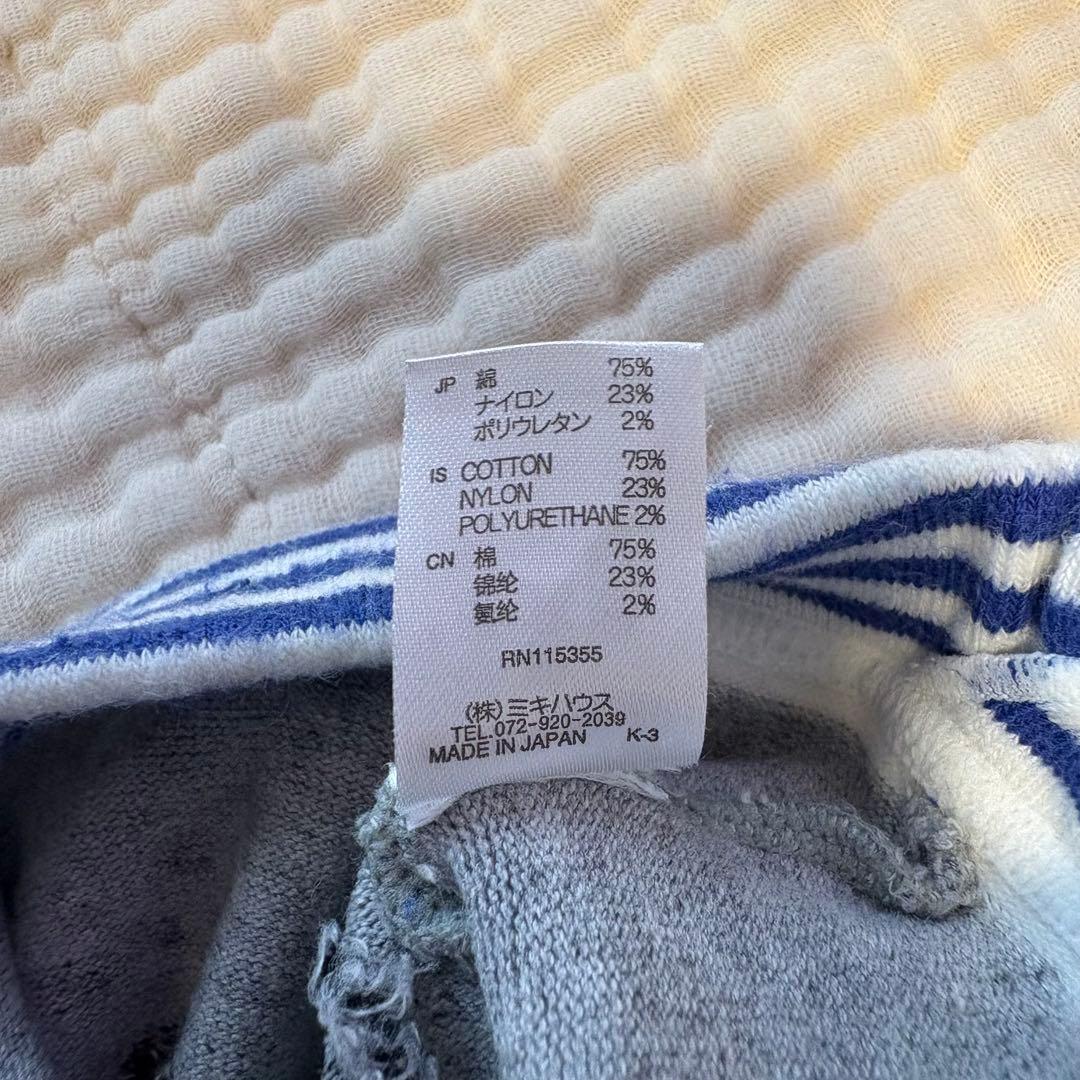 JP 綿 75%
ナイロン 23%
ポリウレタン 2%
IS COTTON 75%
NYLON 23%
POLYURETHANE 2%
CN 棉 75%
锦纶 23%
氨纶 2%
RN115355
(株)ミキハウス
TEL.072-920-2039
MADE IN JAPAN K-3